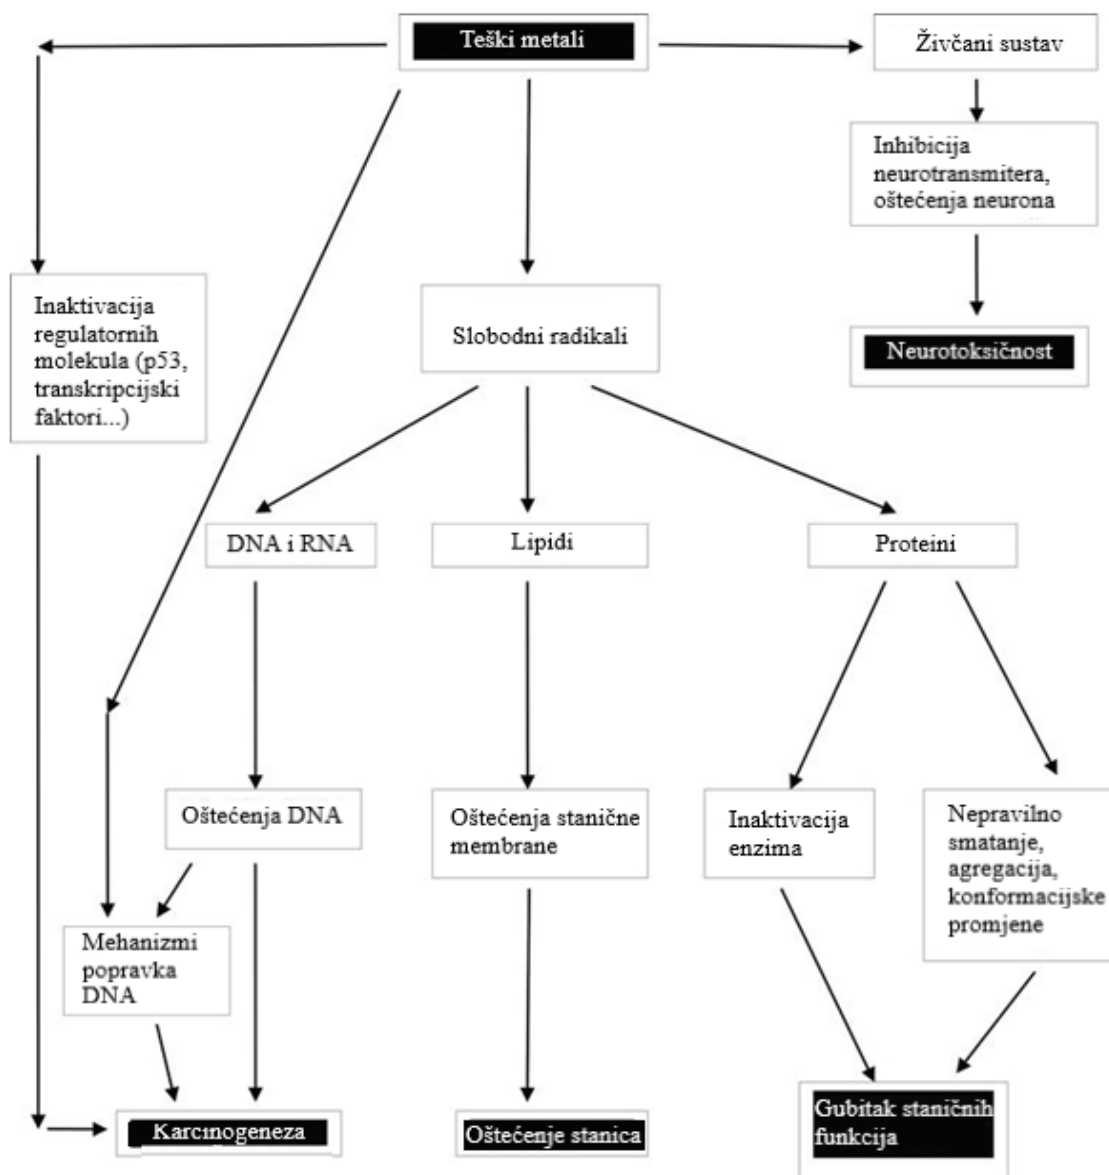 Teški metali
Živčani sustav
Inhibicija
neurotransmitera,
oštećenja neurona
Inaktivacija
regulatornih
molekula (p53,
transkripcijski
faktori...)
Slobodni radikali
Neurotoksičnost
DNA i RNA
Lipidi
Proteini
Oštećenja DNA
Oštećenja stanične
membrane
Inaktivacija
enzima
Nepravilno
smatanje,
agregacija,
konformacijske
promjene
Mehanizmi
popravka
DNA
Karcinogeneza
Oštećenje stanica
Gubitak staničnih
funkcija